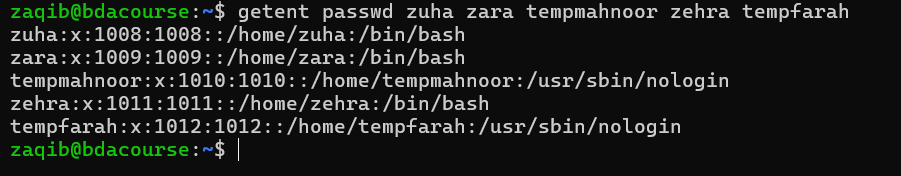 zaqib@bdacourse:~$ getent passwd zuha zara tempmahnoor zehra tempfarah
zuha:x:1008:1008::/home/zuha:/bin/bash
zara:x:1009:1009::/home/zara:/bin/bash
tempmahnoor:x:1010:1010::/home/tempmahnoor:/usr/sbin/nologin
zehra:x:1011:1011::/home/zehra:/bin/bash
tempfarah:x:1012:1012::/home/tempfarah:/usr/sbin/nologin
zaqib@bdacourse:~$